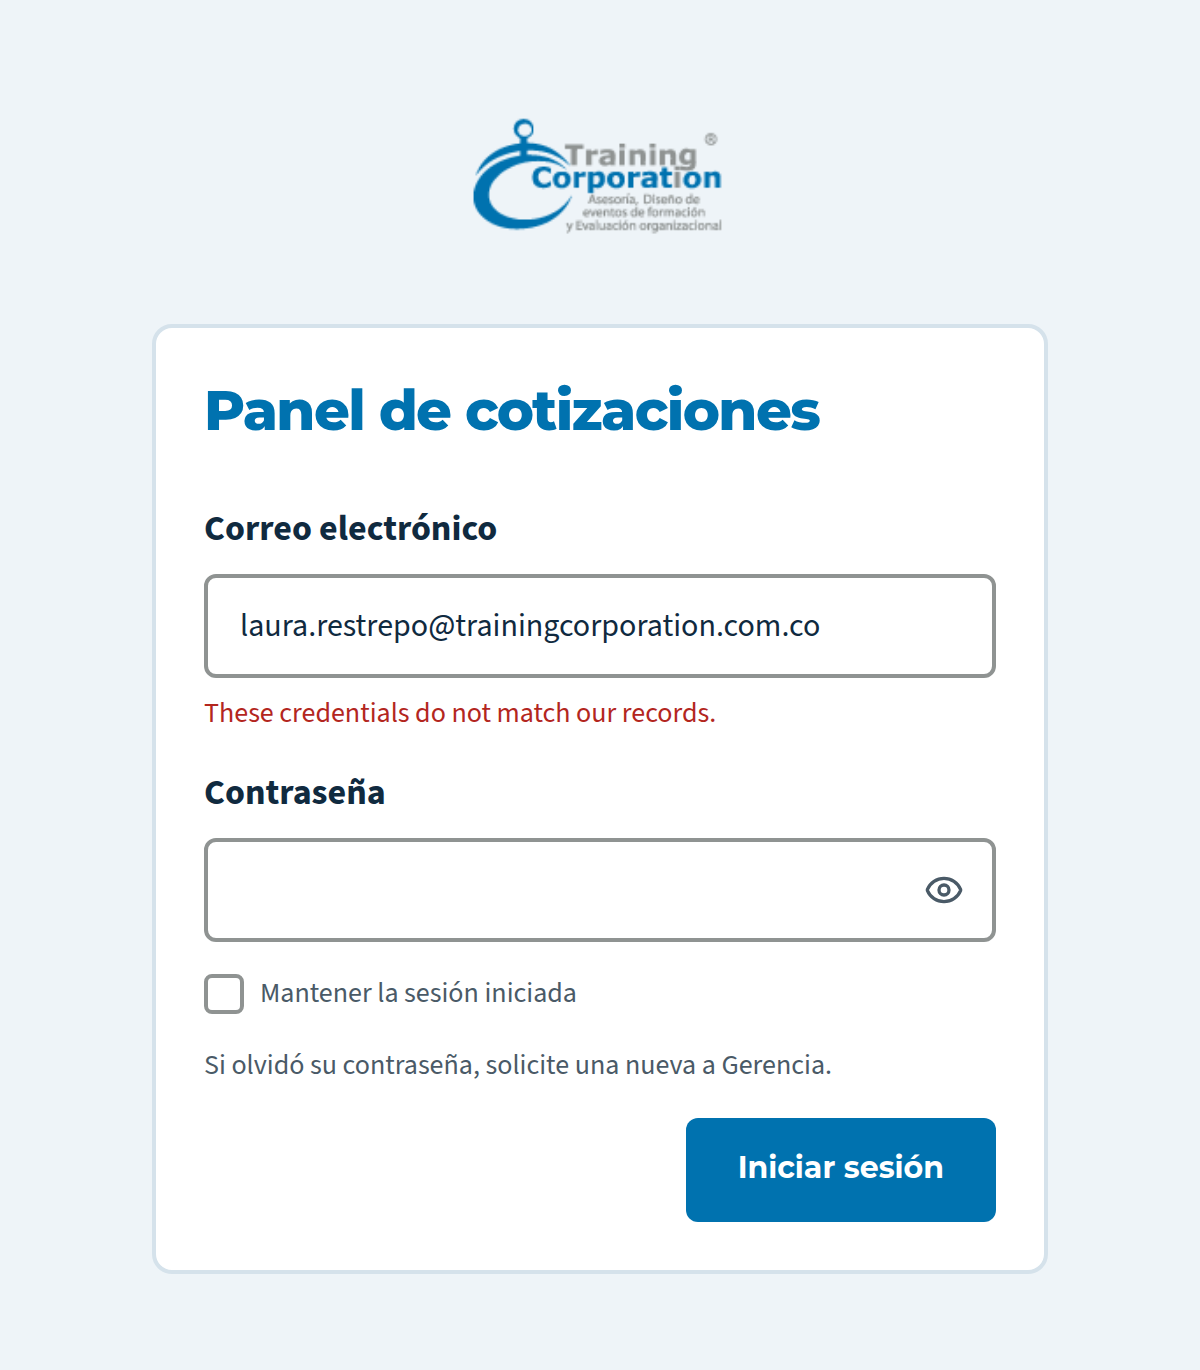 Training ®
Corporation
Asesoría, Diseño de
eventos de formación
y Evaluación organizacional
Panel de cotizaciones
Correo electrónico
laura.restrepo@trainingcorporation.com.co
These credentials do not match our records.
Contraseña
Mantener la sesión iniciada
Si olvidó su contraseña, solicite una nueva a Gerencia.
Iniciar sesión